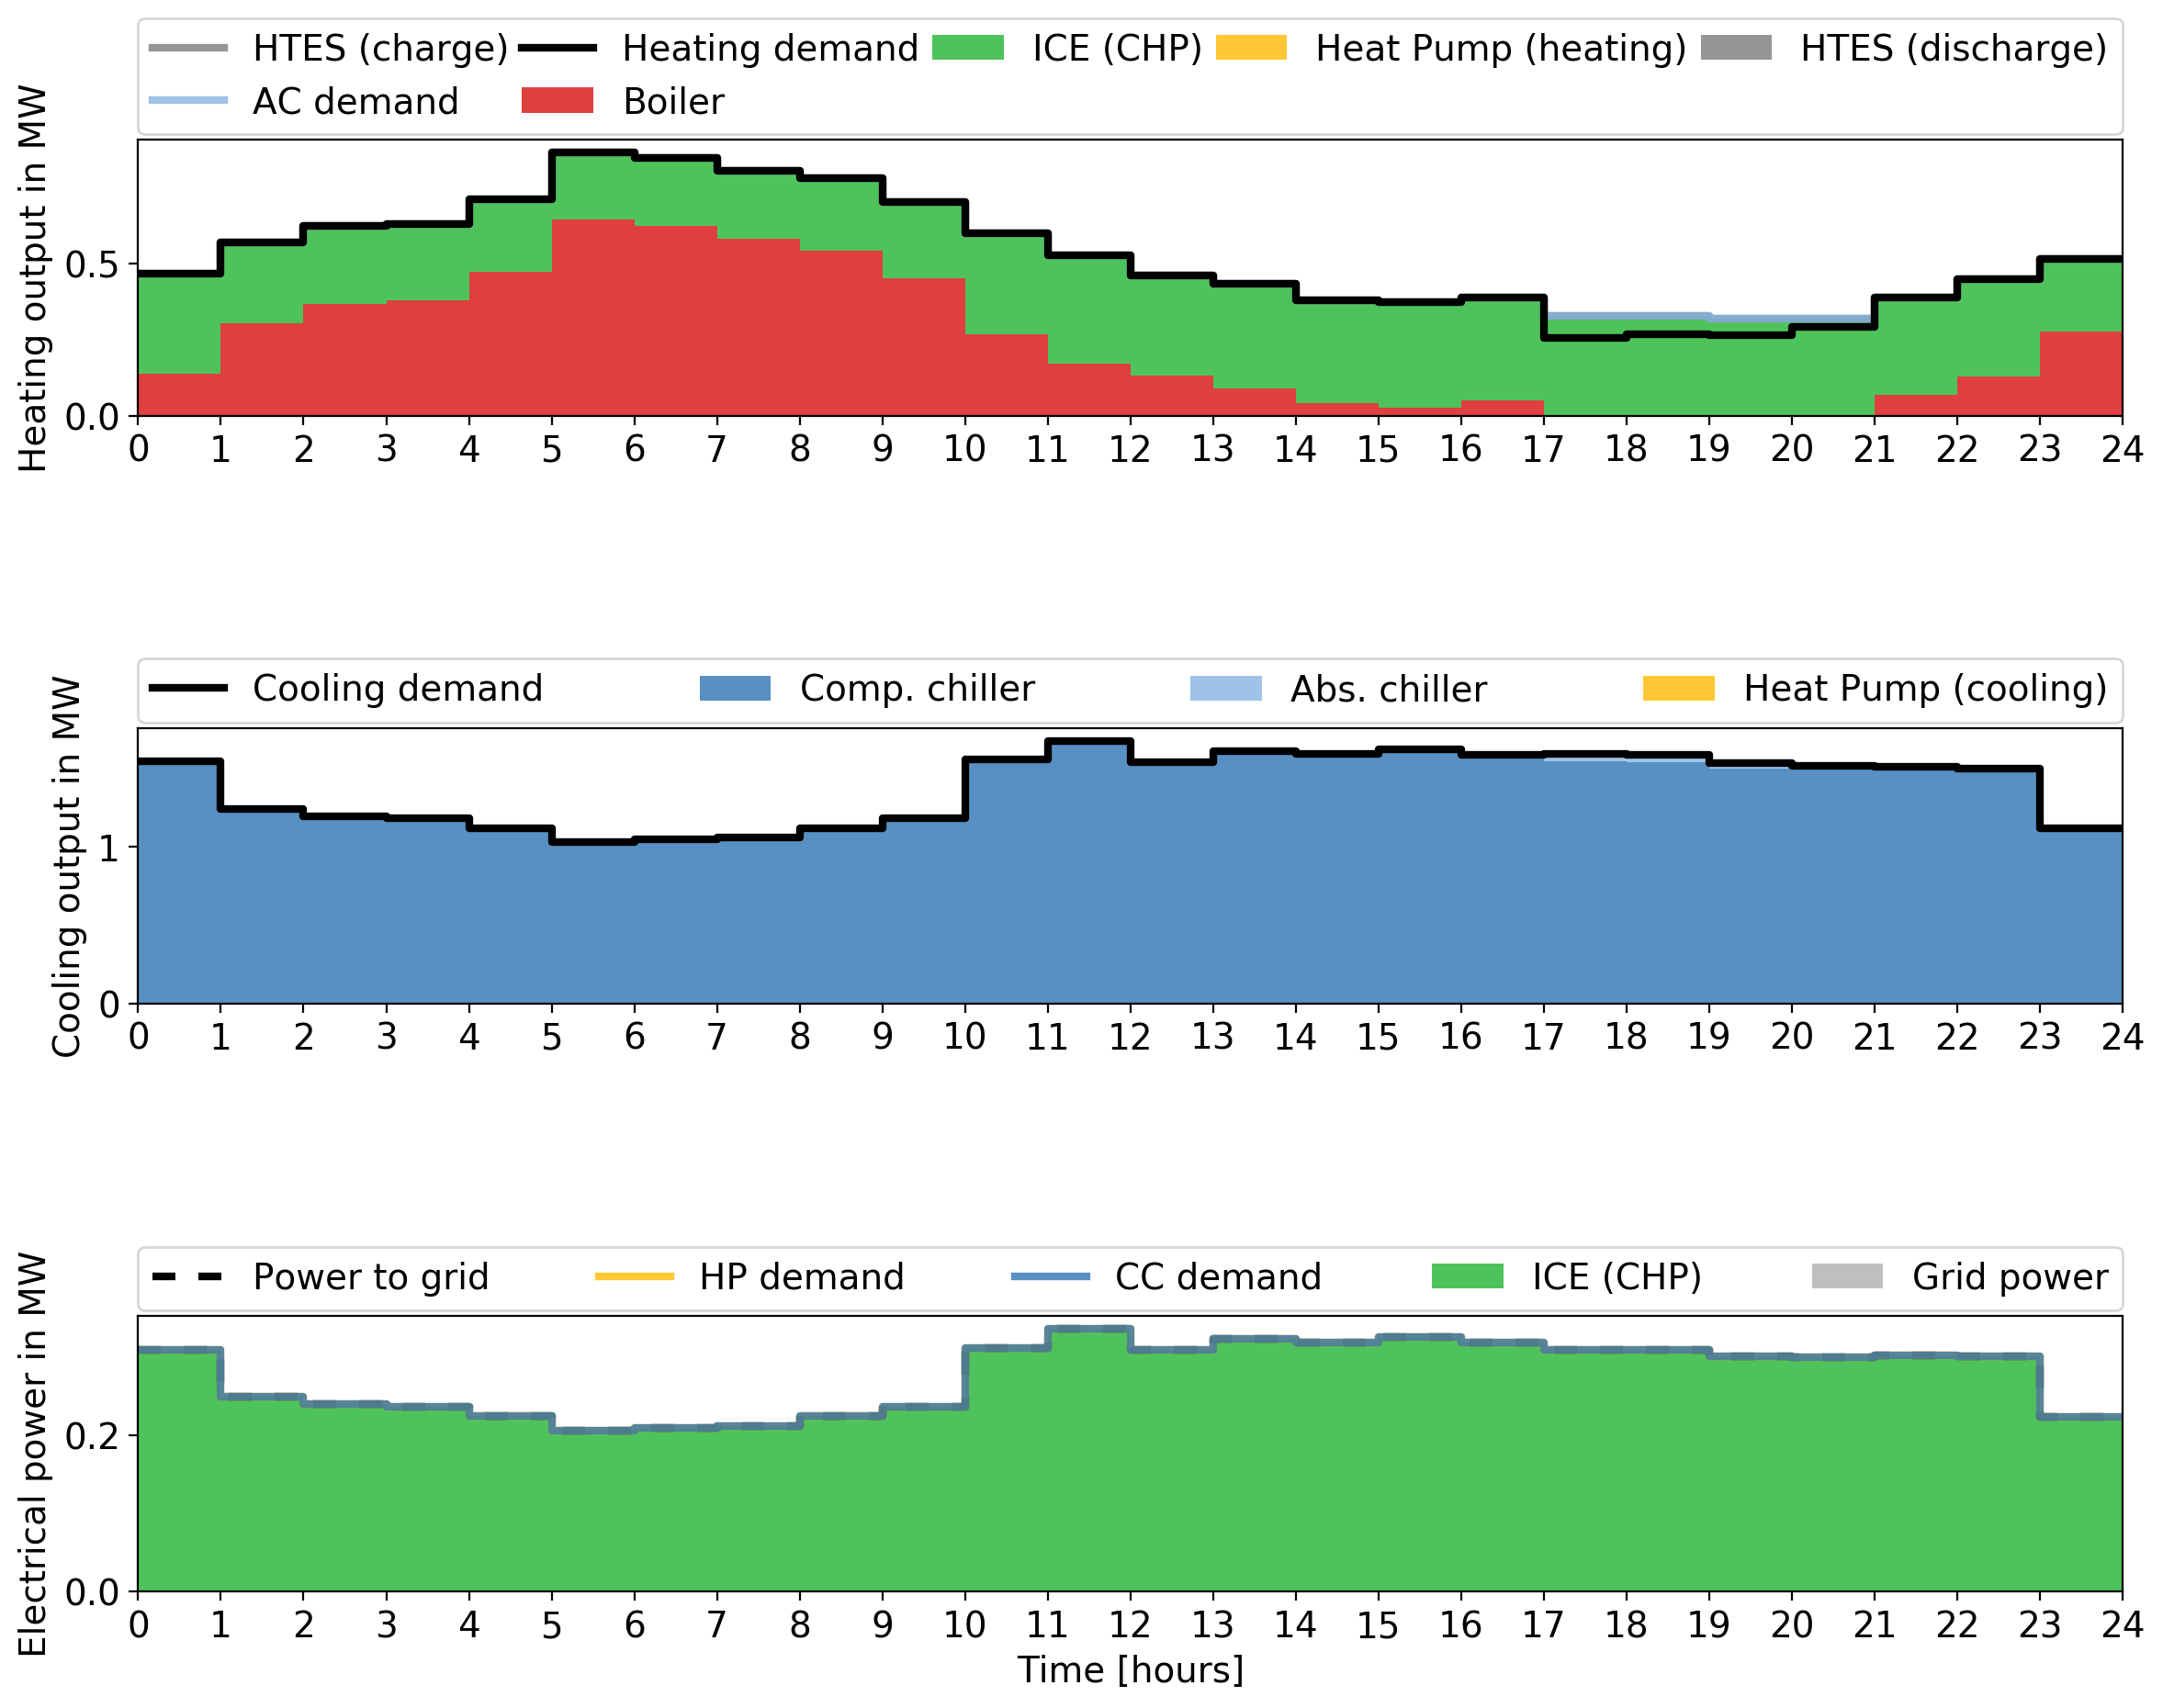 HTES (charge) Heating demand ICE (CHP) Heat Pump (heating) HTES (discharge)
AC demand Boiler
Heating output in MW
0.5
0.0
0 1 2 3 4 5 6 7 8 9 10 11 12 13 14 15 16 17 18 19 20 21 22 23 24
Cooling demand Comp. chiller Abs. chiller Heat Pump (cooling)
Cooling output in MW
1
0
0 1 2 3 4 5 6 7 8 9 10 11 12 13 14 15 16 17 18 19 20 21 22 23 24
Power to grid HP demand CC demand ICE (CHP) Grid power
Electrical power in MW
0.2
0.0
0 1 2 3 4 5 6 7 8 9 10 11 12 13 14 15 16 17 18 19 20 21 22 23 24
Time [hours]